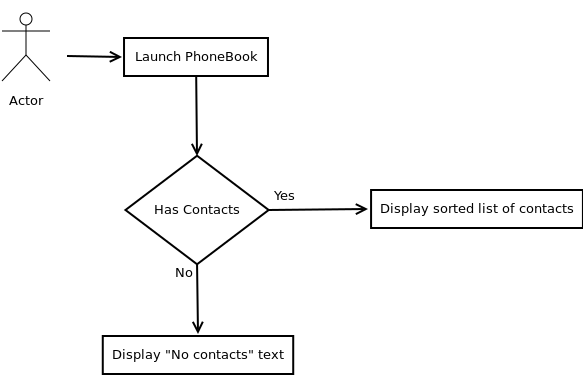 Launch PhoneBook
Actor
Yes
Has Contacts
Display sorted list of contacts
No
Display "No contacts" text